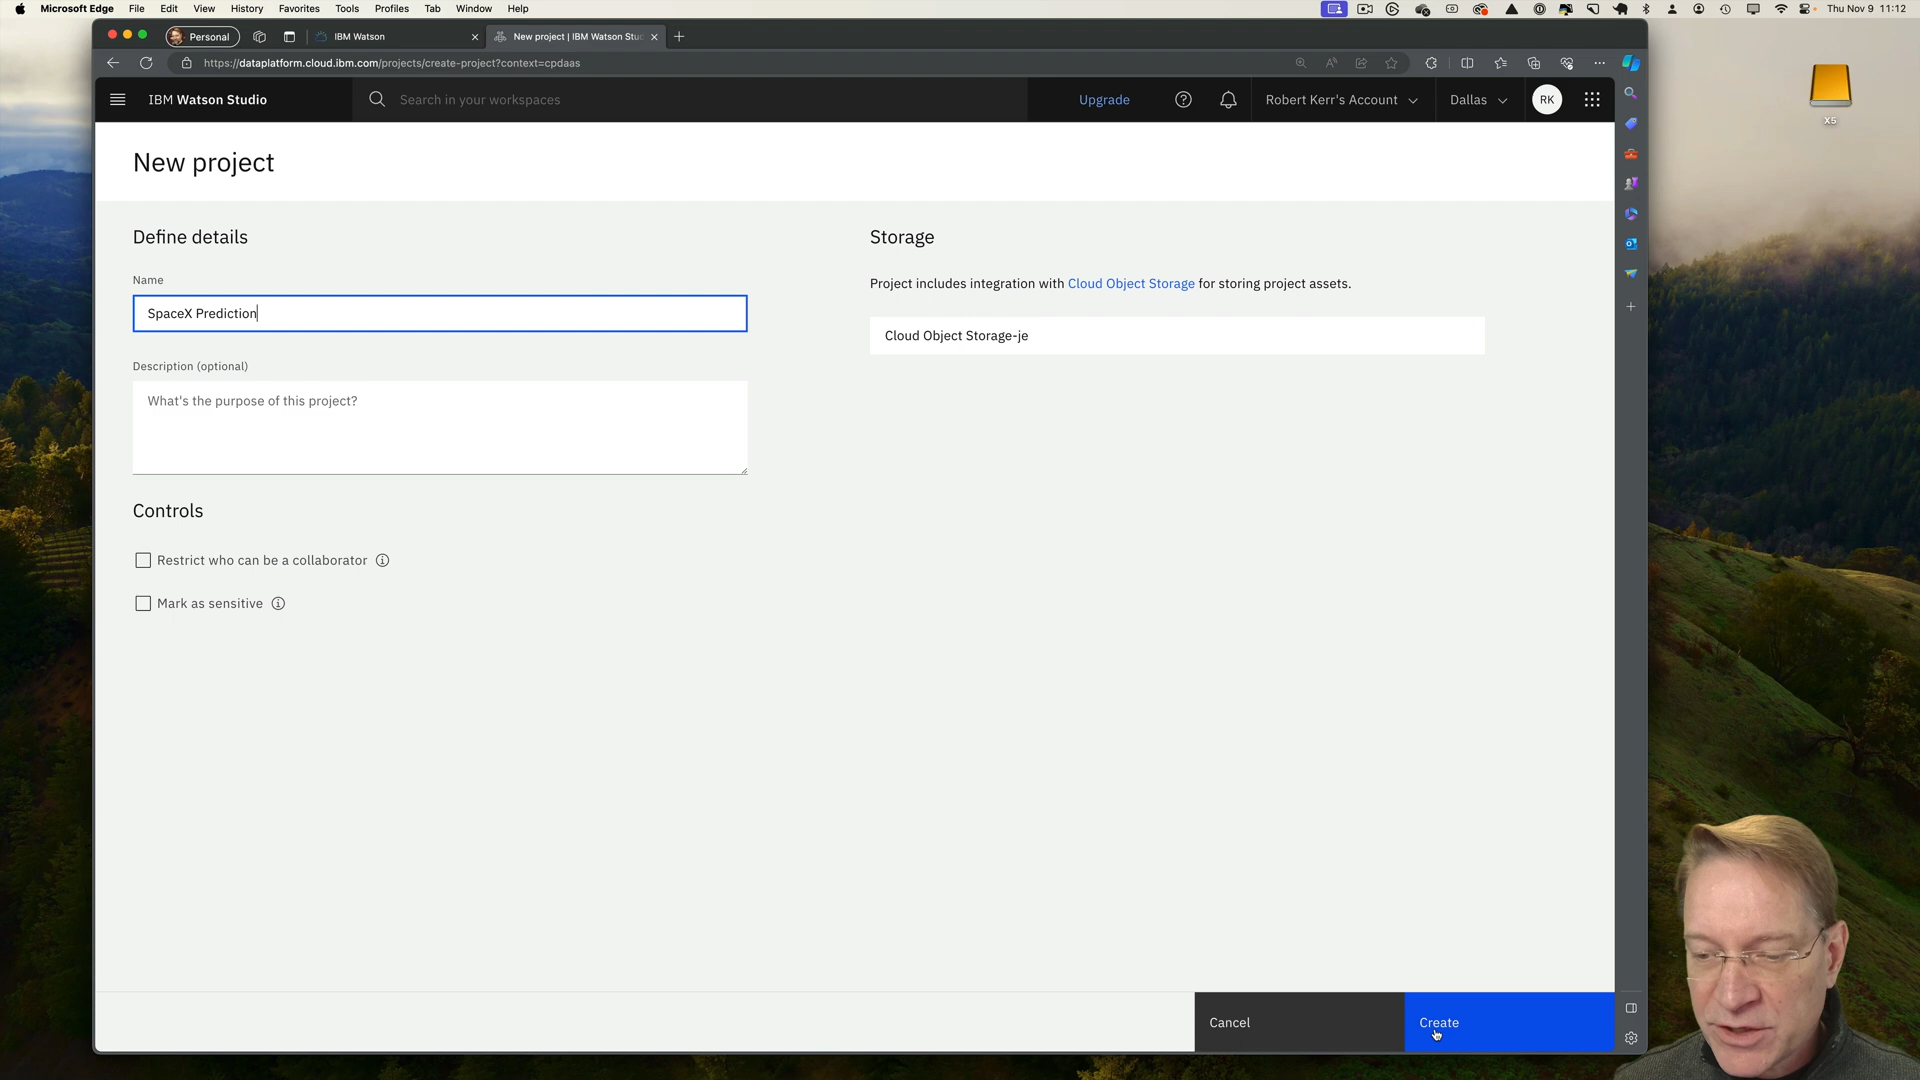 Microsoft Edge File Edit View History Favorites Tools Profiles Tab Window Help Thu Nov 9 11:12
Personal IBM Watson New project | IBM Watson Stu
https://dataplatform.cloud.ibm.com/projects/create-project?context=cpdaas
IBM Watson Studio Search in your workspaces Upgrade Robert Kerr's Account Dallas RK
X5
New project
Define details
Name
SpaceX Prediction
Description (optional)
What's the purpose of this project?
Controls
Restrict who can be a collaborator
Mark as sensitive
Storage
Project includes integration with Cloud Object Storage for storing project assets.
Cloud Object Storage-je
Cancel Create